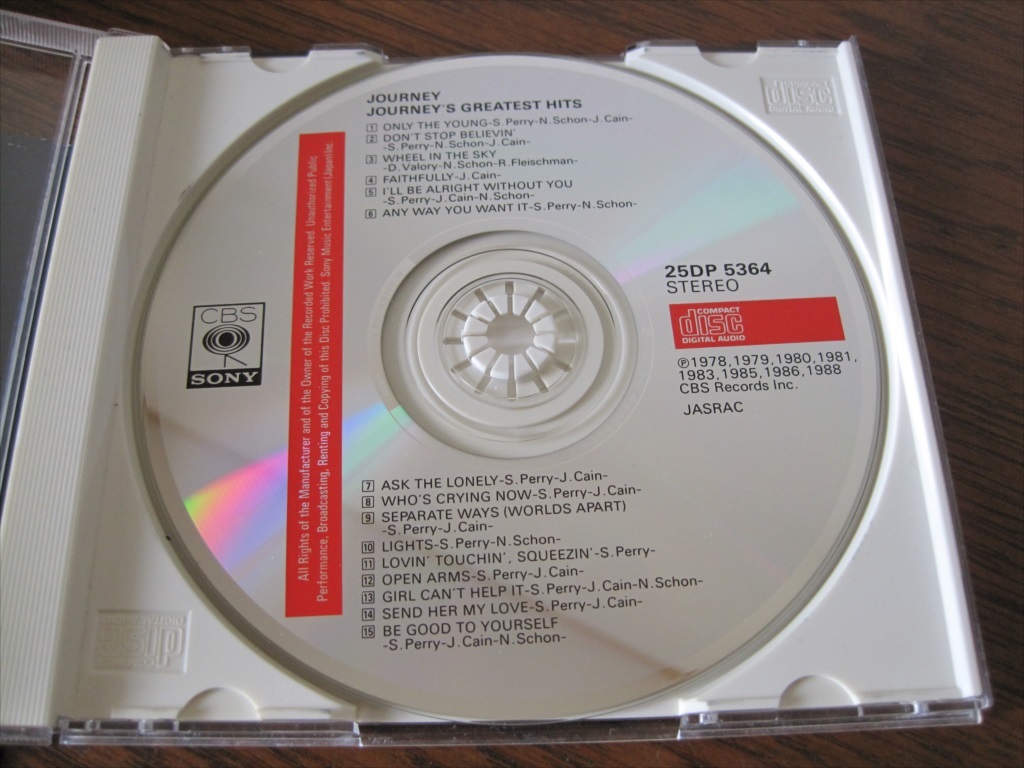 JOURNEY
JOURNEY'S GREATEST HITS
1 ONLY THE YOUNG-S.Perry-N.Schon-J.Cain-
2 DON'T STOP BELIEVIN'
-S.Perry-N.Schon-J.Cain-
3 WHEEL IN THE SKY
-D.Valory-N.Schon-R.Fleischman-
4 FAITHFULLY-J.Cain-
5 I'LL BE ALRIGHT WITHOUT YOU
-S.Perry-J.Cain-N.Schon-
6 ANY WAY YOU WANT IT-S.Perry-N.Schon-
25DP 5364
STEREO
COMPACT
disc
DIGITAL AUDIO
℗1978,1979,1980,1981,
1983,1985,1986,1988
CBS Records Inc.
JASRAC
CBS
SONY
All Rights of the Manufacturer and of the Owner of the Recorded Work Reserved. Unauthorized Public
Performance, Broadcasting, Renting and Copying of this Disc Prohibited. Sony Music Entertainment (Japan) Inc.
7 ASK THE LONELY-S.Perry-J.Cain-
8 WHO'S CRYING NOW-S.Perry-J.Cain-
9 SEPARATE WAYS (WORLDS APART)
-S.Perry-J.Cain-
10 LIGHTS-S.Perry-N.Schon-
11 LOVIN' TOUCHIN', SQUEEZIN'-S.Perry-
12 OPEN ARMS-S.Perry-J.Cain-
13 GIRL CAN'T HELP IT-S.Perry-J.Cain-N.Schon-
14 SEND HER MY LOVE-S.Perry-J.Cain-
15 BE GOOD TO YOURSELF
-S.Perry-J.Cain-N.Schon-
disc
DIGITAL AUDIO
disc